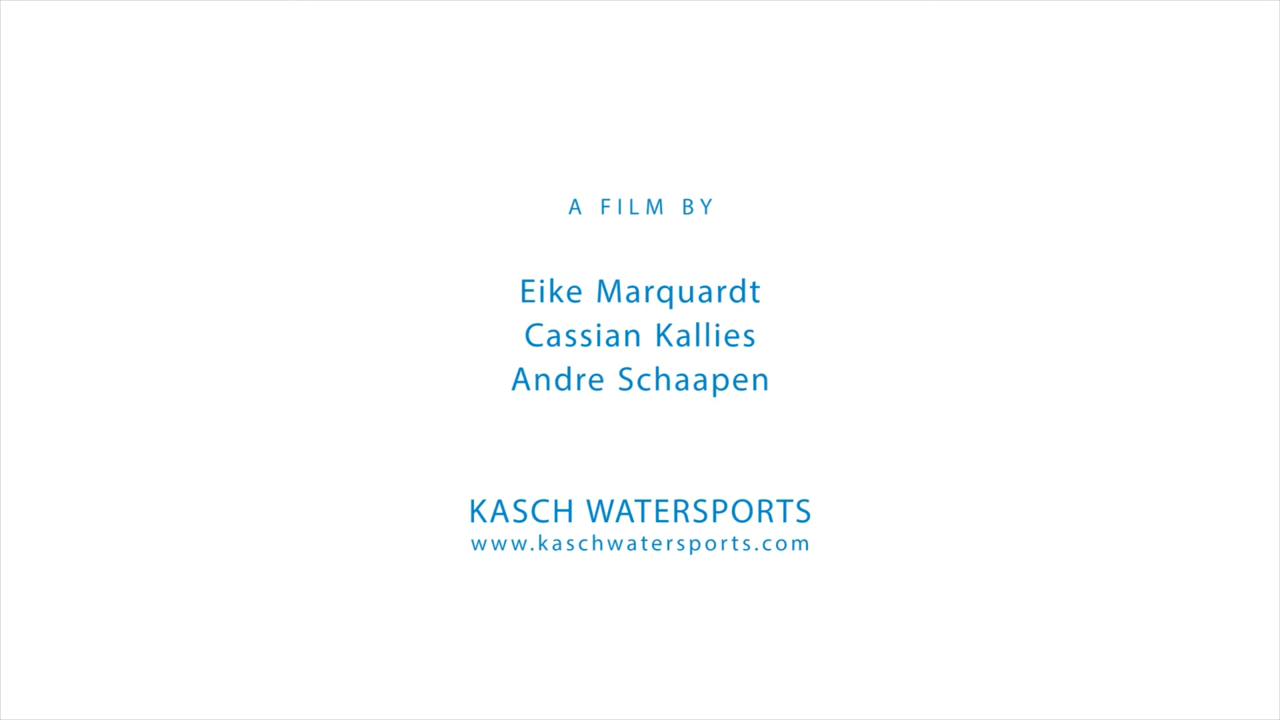 A FILM BY
Eike Marquardt
Cassian Kallies
Andre Schaapen
KASCH WATERSPORTS
www.kaschwatersports.com